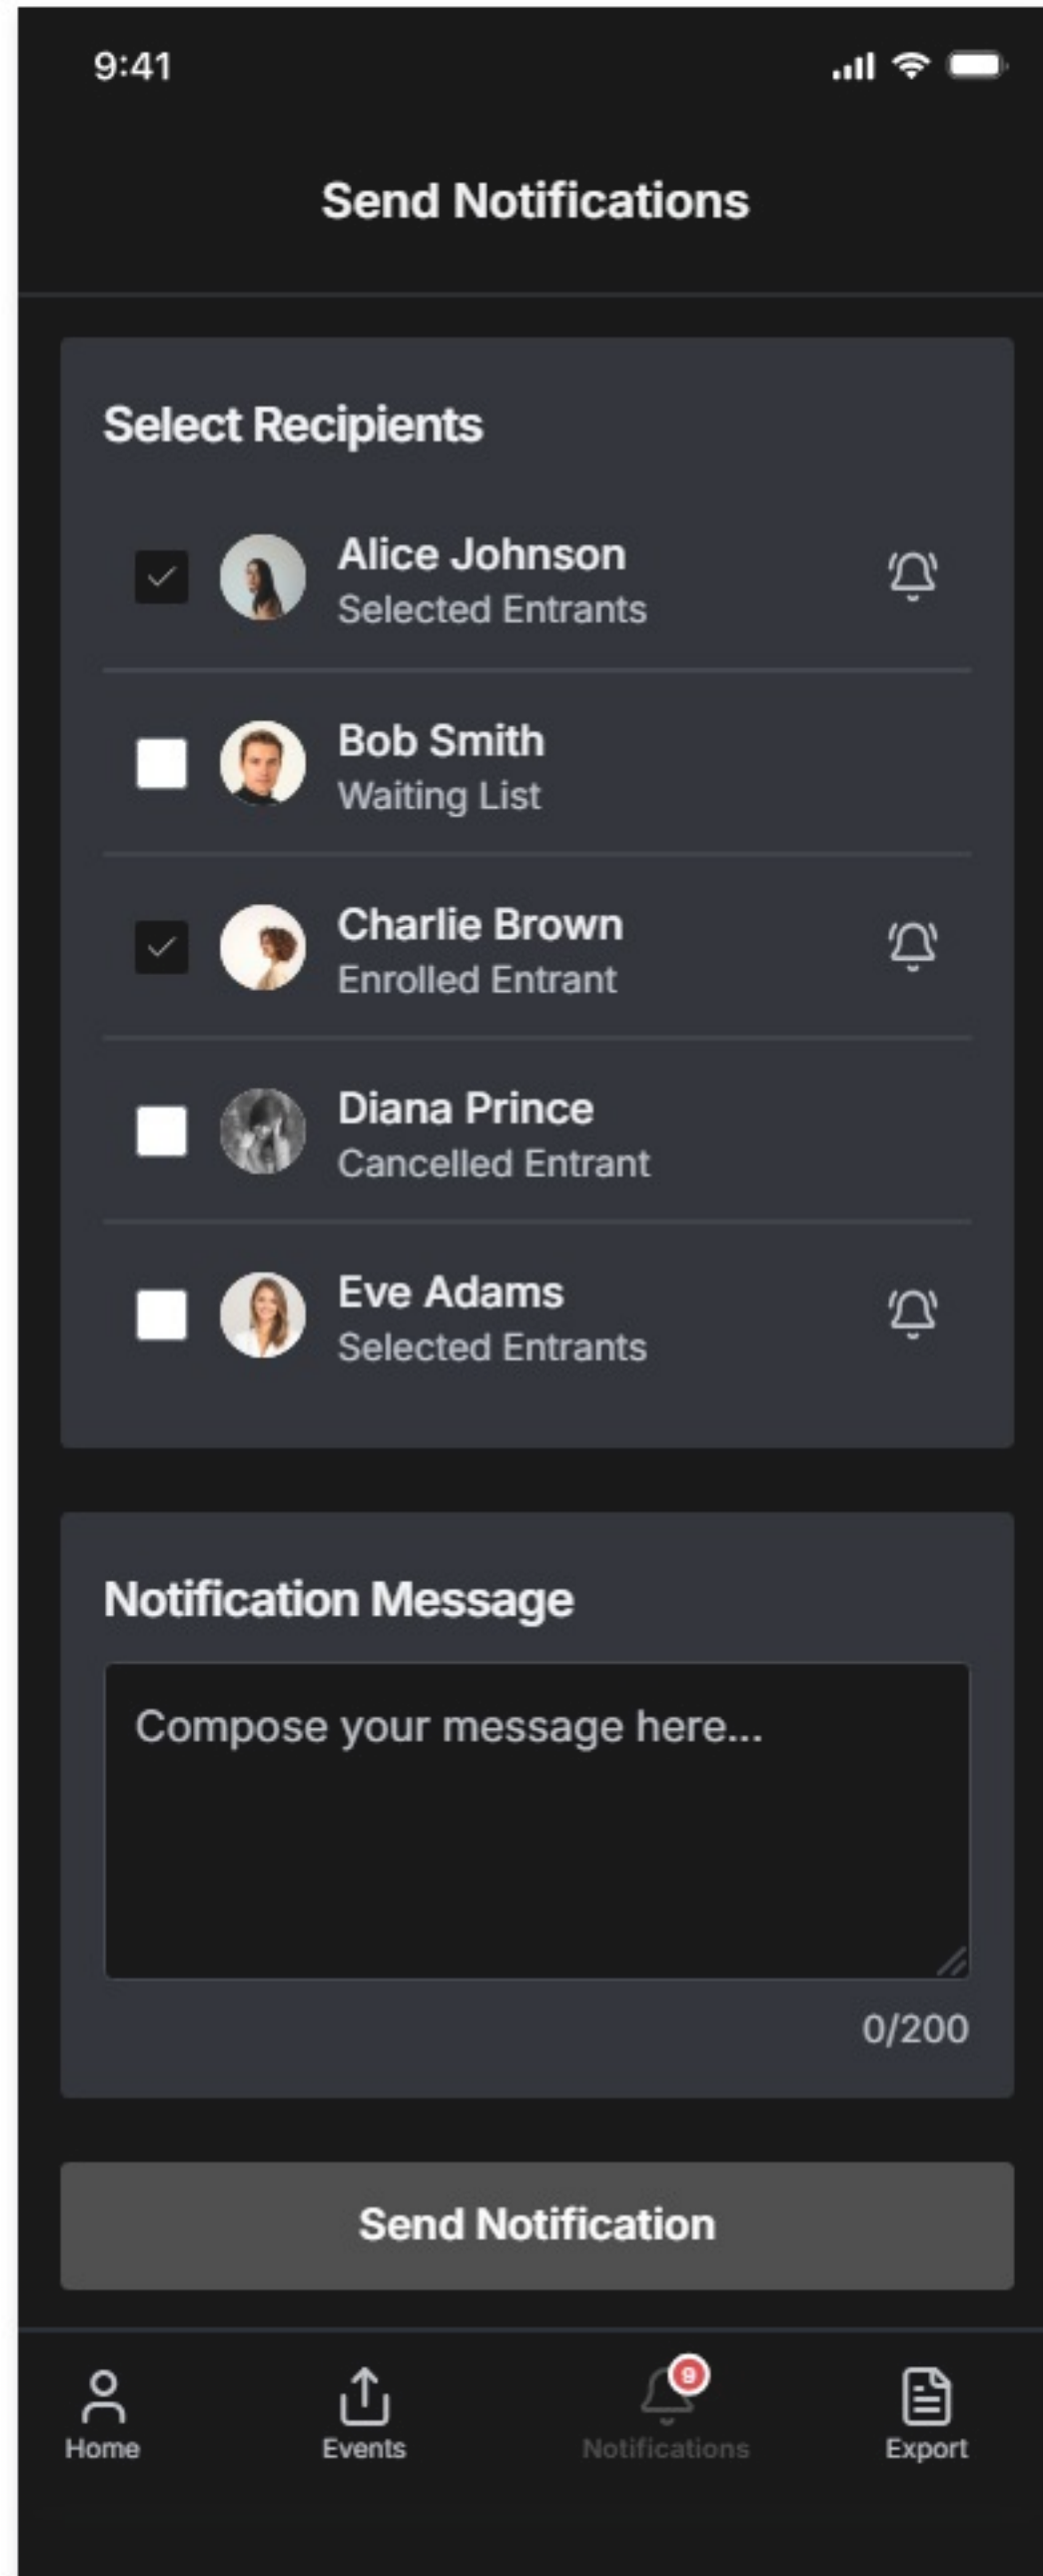 9:41
Send Notifications
Select Recipients
Alice Johnson
Selected Entrants
Bob Smith
Waiting List
Charlie Brown
Enrolled Entrant
Diana Prince
Cancelled Entrant
Eve Adams
Selected Entrants
Notification Message
Compose your message here...
0/200
Send Notification
9
Home Events Notifications Export